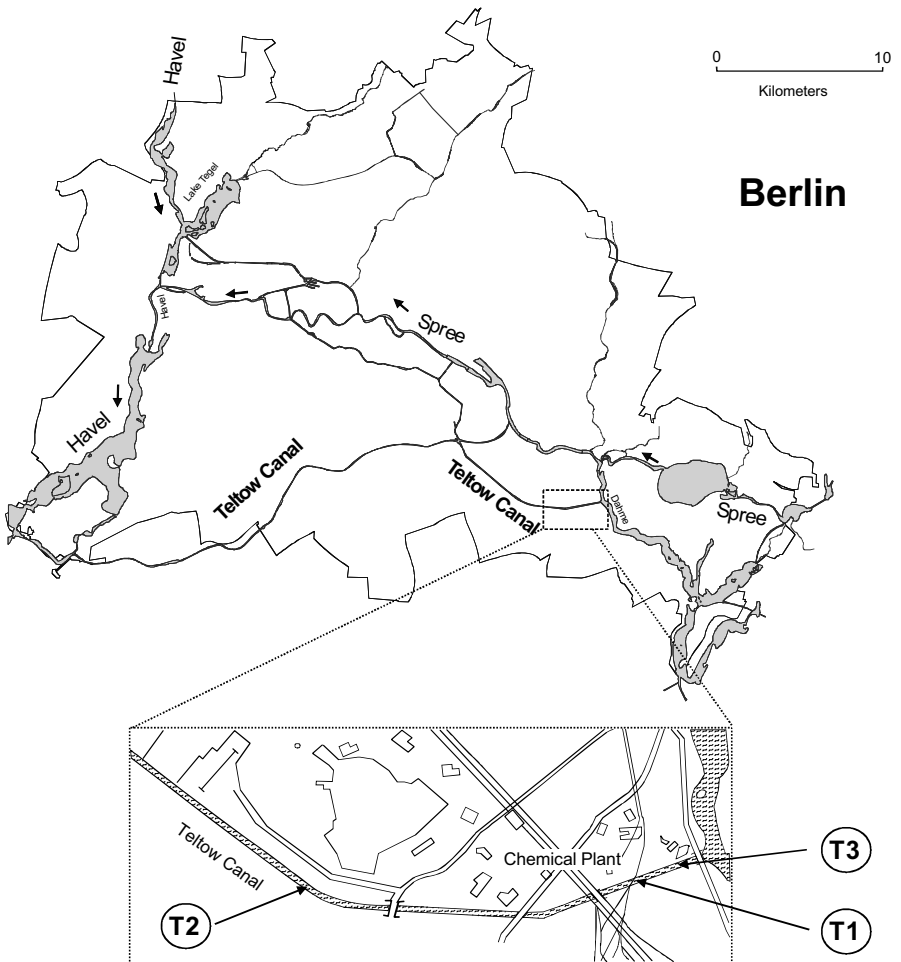 Havel
0 10
Kilometers
Lake Tegel
Berlin
Havel
Spree
Havel
Teltow Canal
Teltow Canal
Dahme
Spree
Teltow Canal
Chemical Plant
T3
T2
T1